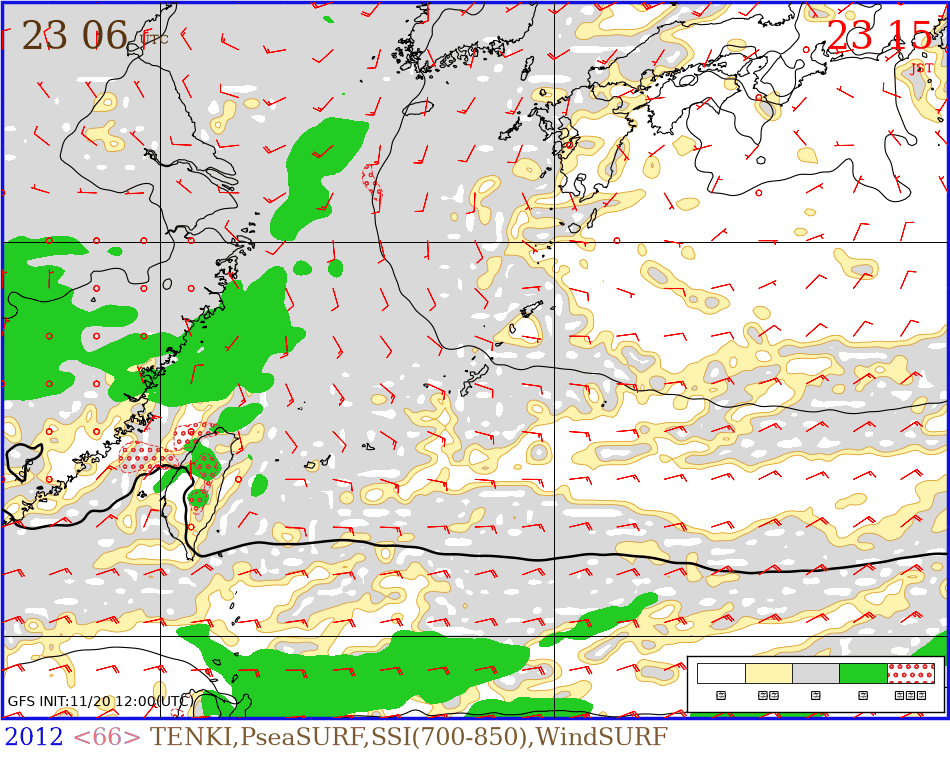 23 06 UTC
23 15
JST
GFS INIT:11/20 12:00(UTC)
2012 <66> TENKI,PseaSURF,SSI(700-850),WindSURF